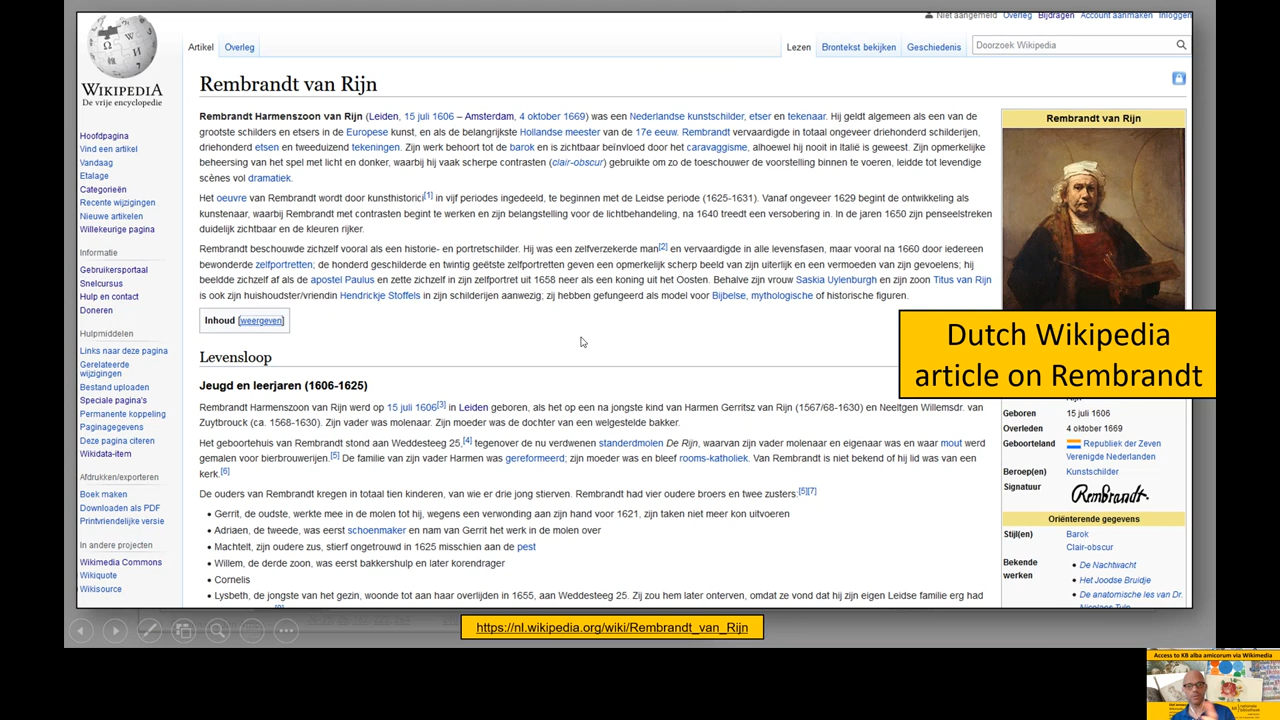 Niet aangemeld Overleg Bijdragen Account aanmaken Inloggen
WIKIPEDIA
De vrije encyclopedie
Artikel Overleg
Lezen Brontekst bekijken Geschiedenis
Doorzoek Wikipedia
Hoofdpagina
Vind een artikel
Vandaag
Etalage
Categorieën
Recente wijzigingen
Nieuwe artikelen
Willekeurige pagina
Informatie
Gebruikersportaal
Snelcursus
Hulp en contact
Doneren
Hulpmiddelen
Links naar deze pagina
Gerelateerde
wijzigingen
Bestand uploaden
Speciale pagina's
Permanente koppeling
Paginagegevens
Deze pagina citeren
Wikidata-item
Afdrukken/exporteren
Boek maken
Downloaden als PDF
Printvriendelijke versie
In andere projecten
Wikimedia Commons
Wikiquote
Wikisource
Rembrandt van Rijn
Rembrandt Harmenszoon van Rijn (Leiden, 15 juli 1606 – Amsterdam, 4 oktober 1669) was een Nederlandse kunstschilder, etser en tekenaar. Hij geldt algemeen als een van de
grootste schilders en etsers in de Europese kunst, en als de belangrijkste Hollandse meester van de 17e eeuw. Rembrandt vervaardigde in totaal ongeveer driehonderd schilderijen,
driehonderd etsen en tweeduizend tekeningen. Zijn werk behoort tot de barok en is zichtbaar beïnvloed door het caravaggisme, alhoewel hij nooit in Italië is geweest. Zijn opmerkelijke
beheersing van het spel met licht en donker, waarbij hij vaak scherpe contrasten (clair-obscur) gebruikte om zo de toeschouwer de voorstelling binnen te voeren, leidde tot levendige
scènes vol dramatiek.
Het oeuvre van Rembrandt wordt door kunsthistorici[1] in vijf periodes ingedeeld, te beginnen met de Leidse periode (1625-1631). Vanaf ongeveer 1629 begint de ontwikkeling als
kunstenaar, waarbij Rembrandt met contrasten begint te werken en zijn belangstelling voor de lichtbehandeling, na 1640 treedt een versobering in. In de jaren 1650 zijn penseelstreken
duidelijk zichtbaar en de kleuren rijker.
Rembrandt beschouwde zichzelf vooral als een historie- en portretschilder. Hij was een zelfverzekerde man[2] en vervaardigde in alle levensfasen, maar vooral na 1660 door iedereen
bewonderde zelfportretten; de honderd geschilderde en twintig geëtste zelfportretten geven een opmerkelijk scherp beeld van zijn uiterlijk en een vermoeden van zijn gevoelens; hij
beeldde zichzelf af als de apostel Paulus en zette zichzelf in zijn zelfportret uit 1658 neer als een koning uit het Oosten. Behalve zijn vrouw Saskia Uylenburgh en zijn zoon Titus van Rijn
is ook zijn huishoudster/vriendin Hendrickje Stoffels in zijn schilderijen aanwezig; zij hebben gefungeerd als model voor Bijbelse, mythologische of historische figuren.
Inhoud [weergeven]
Levensloop
Jeugd en leerjaren (1606-1625)
Rembrandt Harmenszoon van Rijn werd op 15 juli 1606[3] in Leiden geboren, als het op een na jongste kind van Harmen Gerritsz van Rijn (1567/68-1630) en Neeltgen Willemsdr. van
Zuytbrouck (ca. 1568-1630). Zijn vader was molenaar. Zijn moeder was de dochter van een welgestelde bakker.
Het geboortehuis van Rembrandt stond aan Weddesteeg 25,[4] tegenover de nu verdwenen standerdmolen De Rijn, waarvan zijn vader molenaar en eigenaar was en waar mout werd
gemalen voor bierbrouwerijen.[5] De familie van zijn vader Harmen was gereformeerd; zijn moeder was en bleef rooms-katholiek. Van Rembrandt is niet bekend of hij lid was van een
kerk.[6]
De ouders van Rembrandt kregen in totaal tien kinderen, van wie er drie jong stierven. Rembrandt had vier oudere broers en twee zusters:[5][7]
• Gerrit, de oudste, werkte mee in de molen tot hij, wegens een verwonding aan zijn hand voor 1621, zijn taken niet meer kon uitvoeren
• Adriaen, de tweede, was eerst schoenmaker en nam van Gerrit het werk in de molen over
• Machtelt, zijn oudere zus, stierf ongetrouwd in 1625 misschien aan de pest
• Willem, de derde zoon, was eerst bakkershulp en later korendrager
• Cornelis
• Lysbeth, de jongste van het gezin, woonde tot aan haar overlijden in 1655, aan Weddesteeg 25. Zij zou hem later onterven, omdat ze vond dat hij zijn eigen Leidse familie erg had
Rembrandt van Rijn
Dutch Wikipedia
article on Rembrandt
Geboren 15 juli 1606
Overleden 4 oktober 1669
Geboorteland Republiek der Zeven
Verenigde Nederlanden
Beroep(en) Kunstschilder
Signatuur Rembrandt
Oriënterende gegevens
Stijl(en) Barok
Clair-obscur
Bekende
werken
• De Nachtwacht
• Het Joodse Bruidje
• De anatomische les van Dr.
Nicolaes Tulp
https://nl.wikipedia.org/wiki/Rembrandt_van_Rijn
Access to KB alba amicorum via Wikimedia